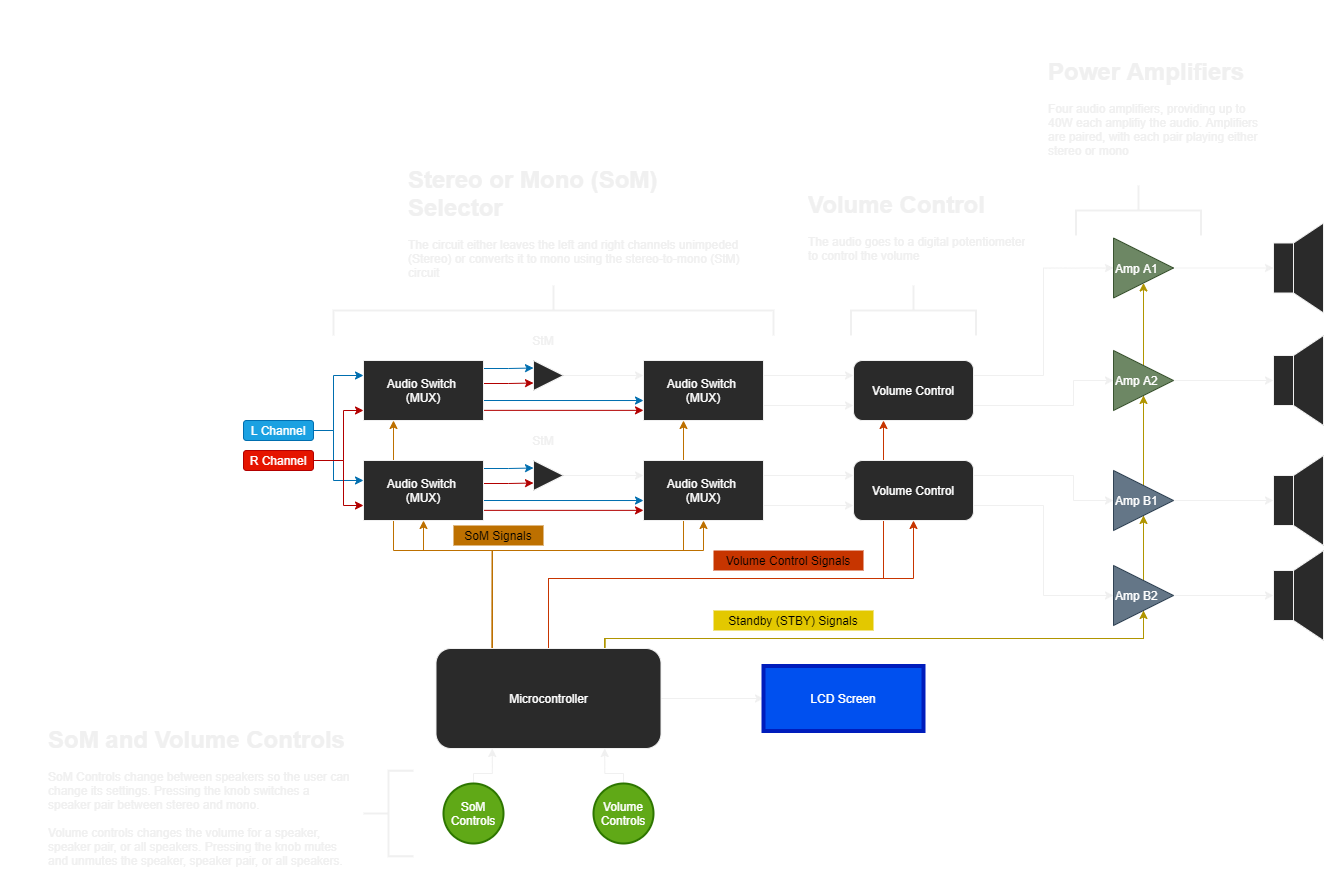 Power Amplifiers
Four audio amplifiers, providing up to
40W each amplitiy the audio. Amplifiers
are paired, with each pair playing either
stereo or mono
Stereo or Mono (SoM)
Selector
The circuit either leaves the left and right channels unimpeded
(Stereo) or converts it to mono using the stereo-to-mono (StM)
circuit
Volume Control
The audio goes to a digital potentiometer
to control the volume
Amp A1
StM
Audio Switch
(MUX)
Audio Switch
(MUX)
Volume Control
Amp A2
L Channel
R Channel
StM
Audio Switch
(MUX)
Audio Switch
(MUX)
Volume Control
Amp B1
SoM Signals
Volume Control Signals
Amp B2
Standby (STBY) Signals
Microcontroller
LCD Screen
SoM and Volume Controls
SoM Controls change between speakers so the user can
change its settings. Pressing the knob switches a
speaker pair between stereo and mono.
Volume controls changes the volume for a speaker,
speaker pair, or all speakers. Pressing the knob mutes
and unmutes the speaker, speaker pair, or all speakers.
SoM
Controls
Volume
Controls